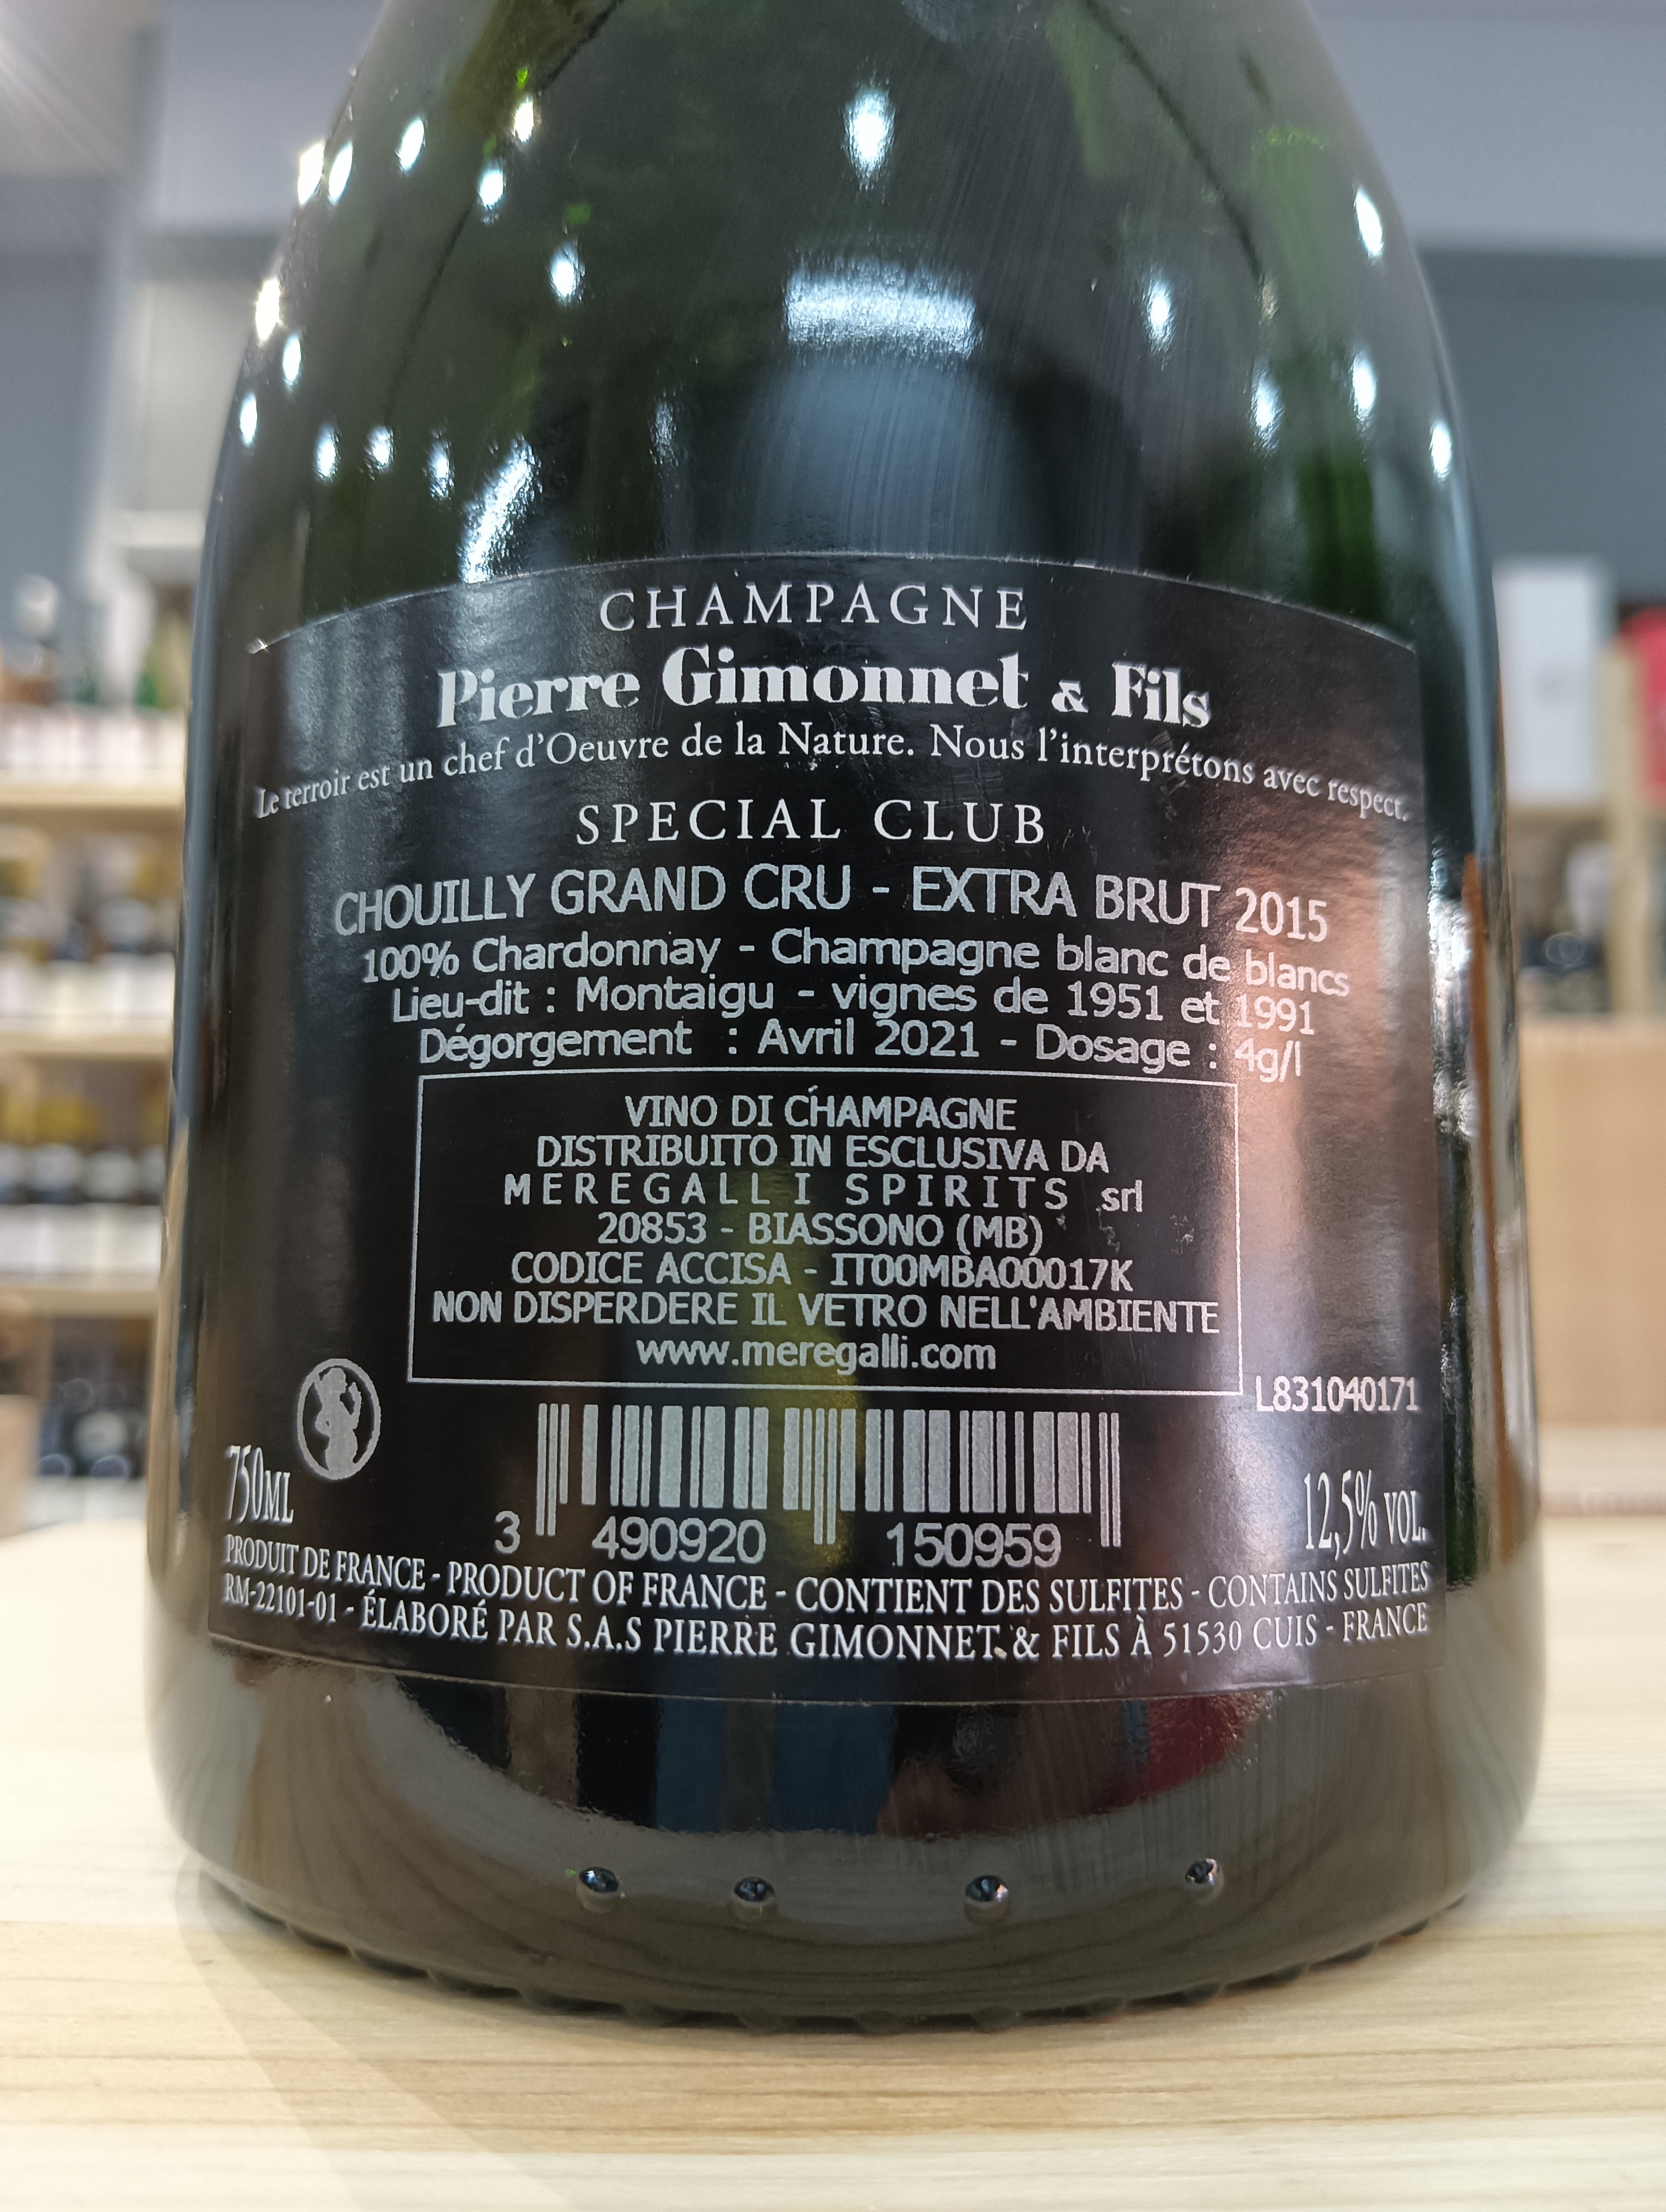 CHAMPAGNE
Pierre Gimonnet & Fils
Le terroir est un chef d'Oeuvre de la Nature. Nous l'interprétons avec respect.
SPECIAL CLUB
CHOUILLY GRAND CRU - EXTRA BRUT 2015
100% Chardonnay - Champagne blanc de blancs
Lieu-dit : Montaigu - vignes de 1951 et 1991
Dégorgement : Avril 2021 - Dosage : 4g/l
VINO DI CHAMPAGNE
DISTRIBUITO IN ESCLUSIVA DA
MEREGALLI SPIRITS srl
20853 - BIASSONO (MB)
CODICE ACCISA - IT00MBA00017K
NON DISPERDERE IL VETRO NELL'AMBIENTE
www.meregalli.com
L831040171
750ML
12,5% VOL.
3 490920 150959
PRODUIT DE FRANCE - PRODUCT OF FRANCE - CONTIENT DES SULFITES - CONTAINS SULFITES
RM-22101-01 - ÉLABORÉ PAR S.A.S PIERRE GIMONNET & FILS À 51530 CUIS - FRANCE